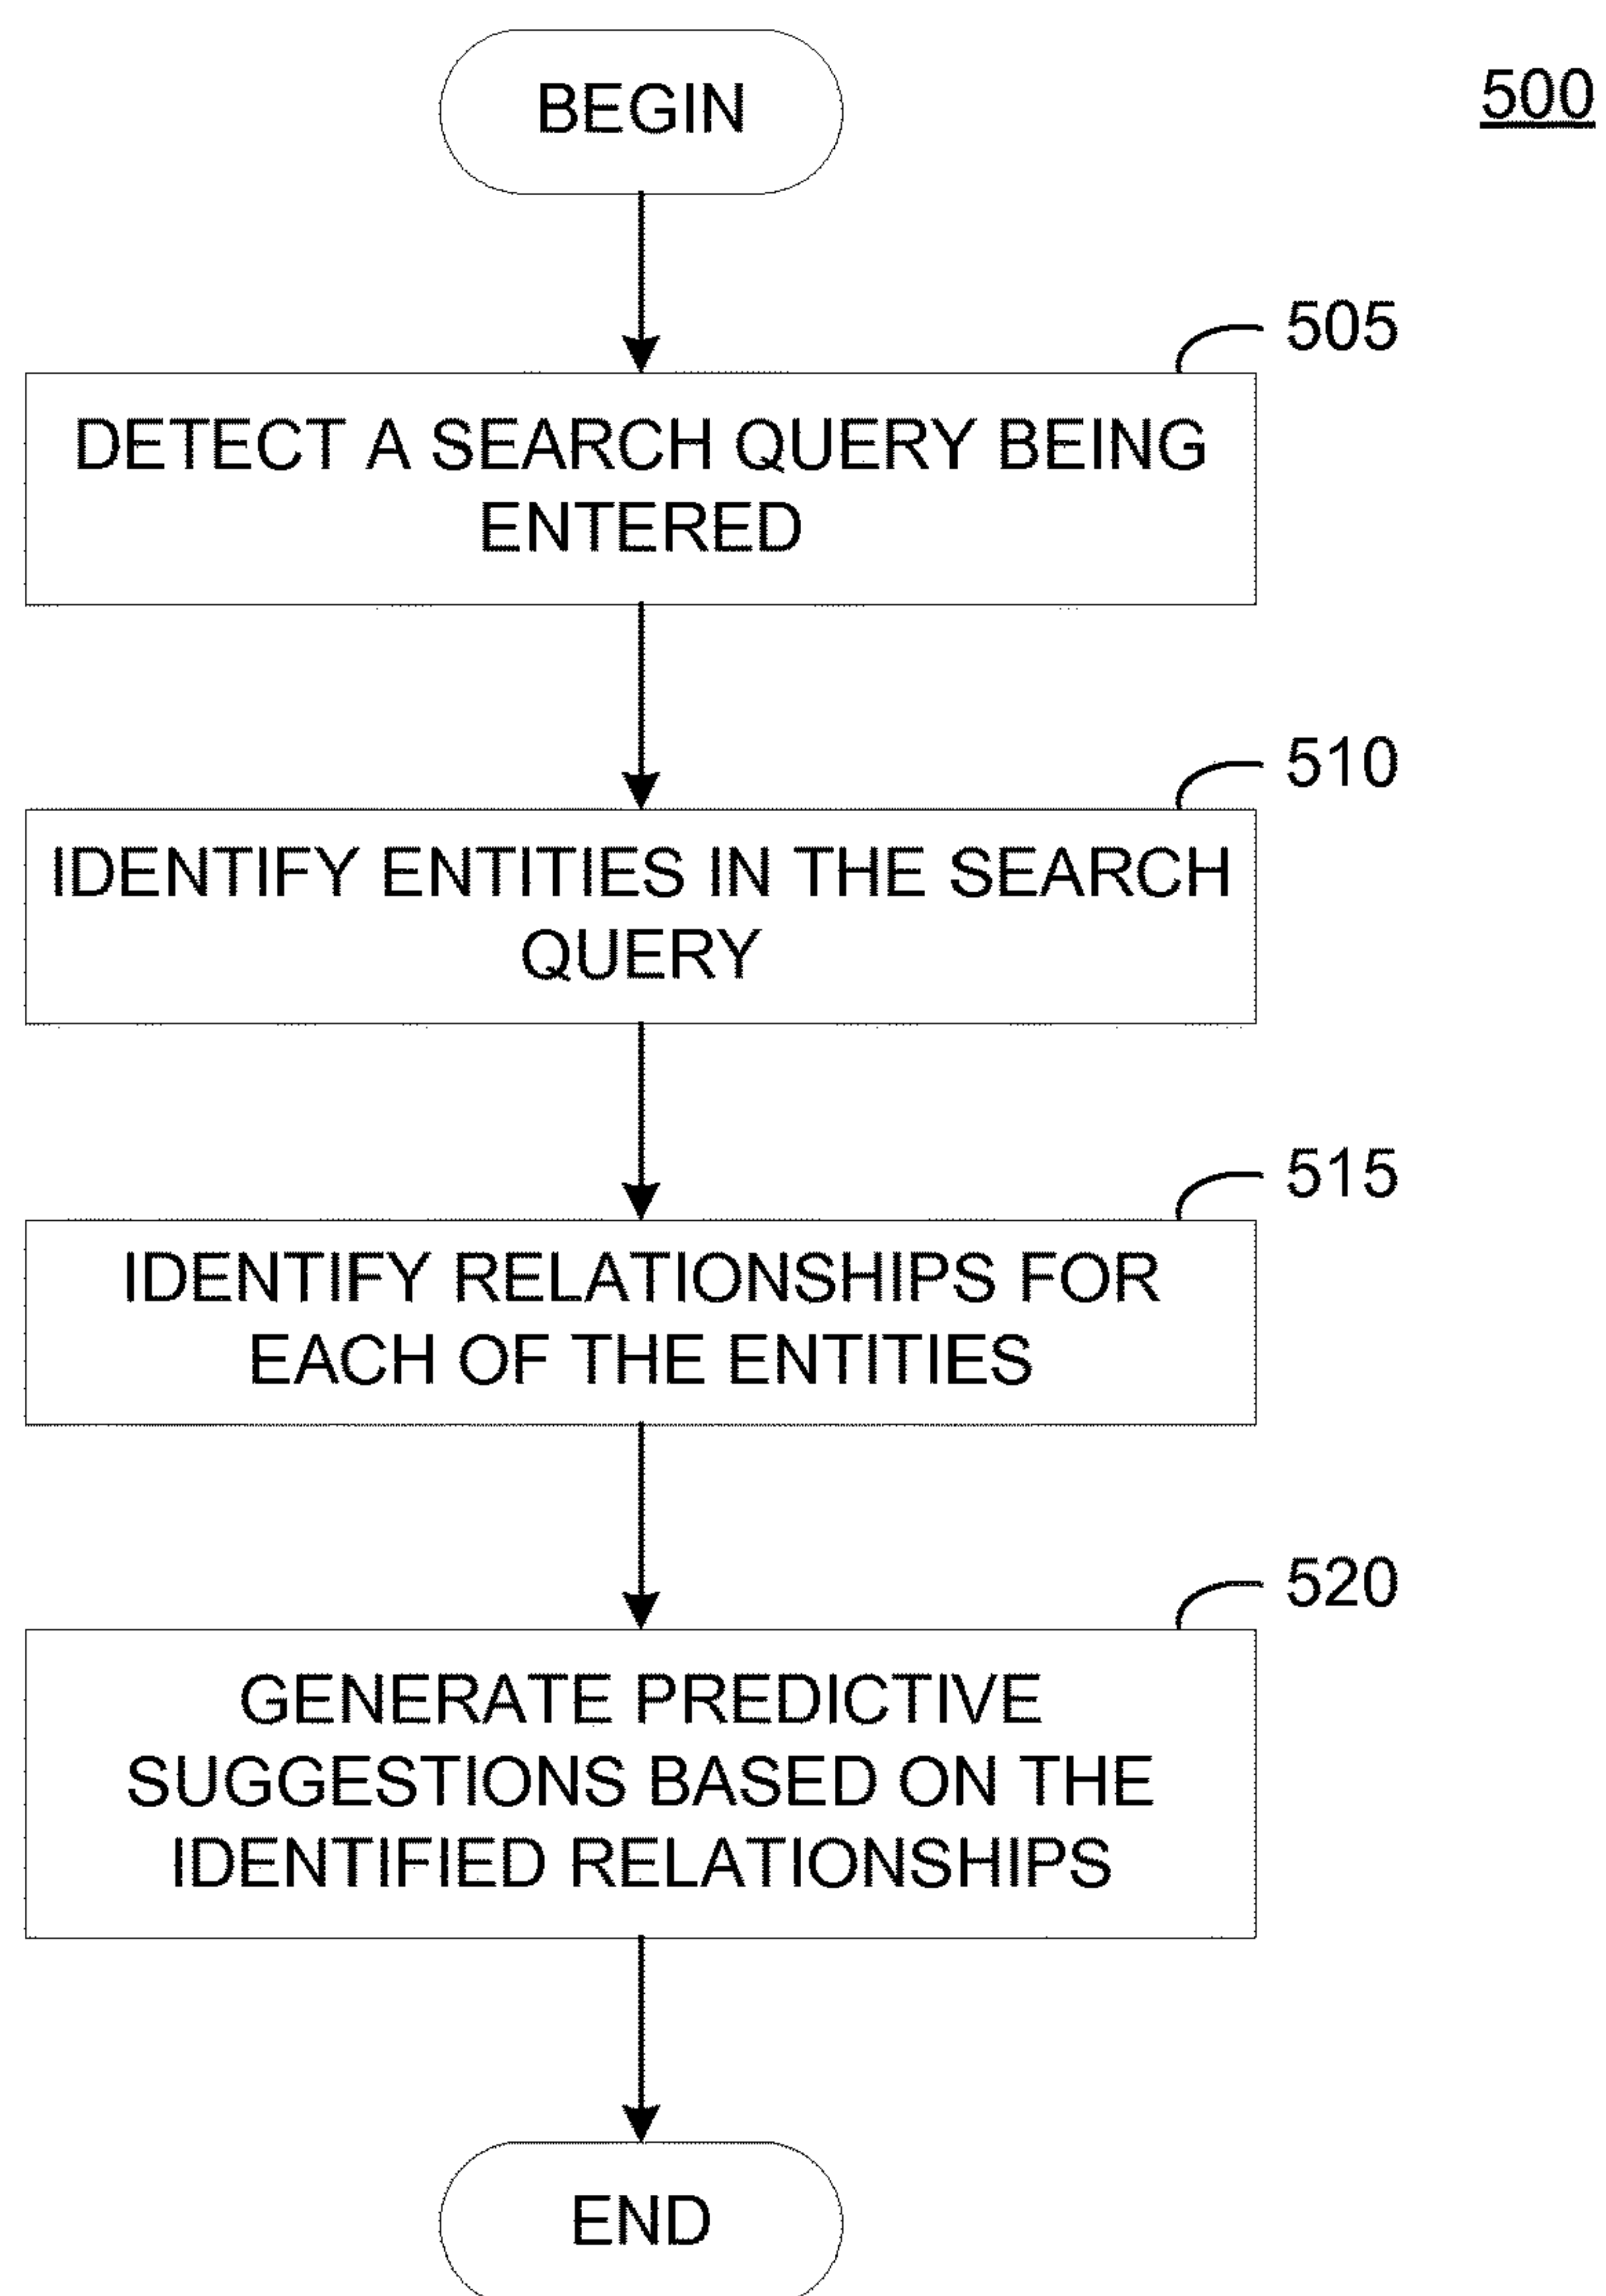 BEGIN
500
505
DETECT A SEARCH QUERY BEING
ENTERED
510
IDENTIFY ENTITIES IN THE SEARCH
QUERY
515
IDENTIFY RELATIONSHIPS FOR
EACH OF THE ENTITIES
520
GENERATE PREDICTIVE
SUGGESTIONS BASED ON THE
IDENTIFIED RELATIONSHIPS
END